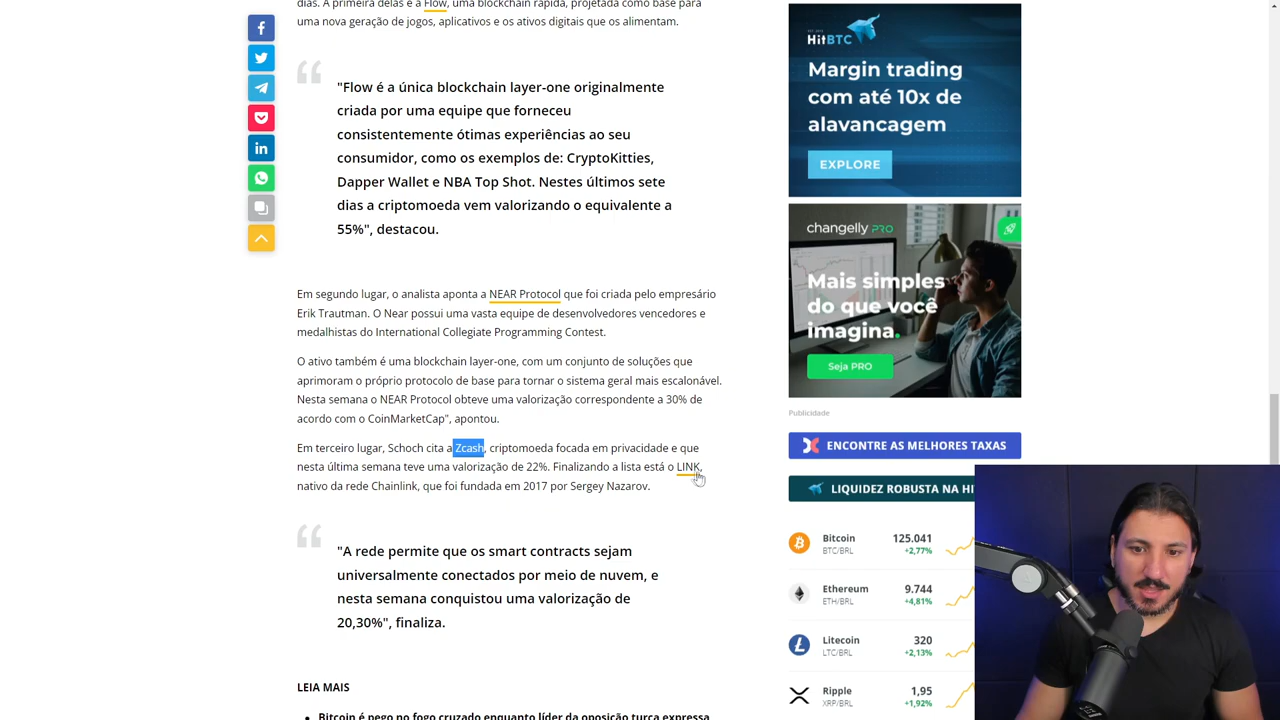 dias. A primeira delas é a Flow, uma blockchain rápida, projetada como base para
uma nova geração de jogos, aplicativos e os ativos digitais que os alimentam.
"Flow é a única blockchain layer-one originalmente
criada por uma equipe que forneceu
consistentemente ótimas experiências ao seu
consumidor, como os exemplos de: CryptoKitties,
Dapper Wallet e NBA Top Shot. Nestes últimos sete
dias a criptomoeda vem valorizando o equivalente a
55%", destacou.
Em segundo lugar, o analista aponta a NEAR Protocol que foi criada pelo empresário
Erik Trautman. O Near possui uma vasta equipe de desenvolvedores vencedores e
medalhistas do International Collegiate Programming Contest.
O ativo também é uma blockchain layer-one, com um conjunto de soluções que
aprimoram o próprio protocolo de base para tornar o sistema geral mais escalonável.
Nesta semana o NEAR Protocol obteve uma valorização correspondente a 30% de
acordo com o CoinMarketCap", apontou.
Em terceiro lugar, Schoch cita a Zcash, criptomoeda focada em privacidade e que
nesta última semana teve uma valorização de 22%. Finalizando a lista está o LINK,
nativo da rede Chainlink, que foi fundada em 2017 por Sergey Nazarov.
"A rede permite que os smart contracts sejam
universalmente conectados por meio de nuvem, e
nesta semana conquistou uma valorização de
20,30%", finaliza.
LEIA MAIS
• Bitcoin é pego no fogo cruzado enquanto líder da oposição turca expressa
HitBTC
Margin trading
com até 10x de
alavancagem
EXPLORE
changelly PRO
Mais simples
do que você
imagina.
Seja PRO
Publicidade
ENCONTRE AS MELHORES TAXAS
LIQUIDEZ ROBUSTA NA HI
Bitcoin 125.041
BTC/BRL +2,77%
Ethereum 9.744
ETH/BRL +4,81%
Litecoin 320
LTC/BRL +2,13%
Ripple 1,95
XRP/BRL +1,92%